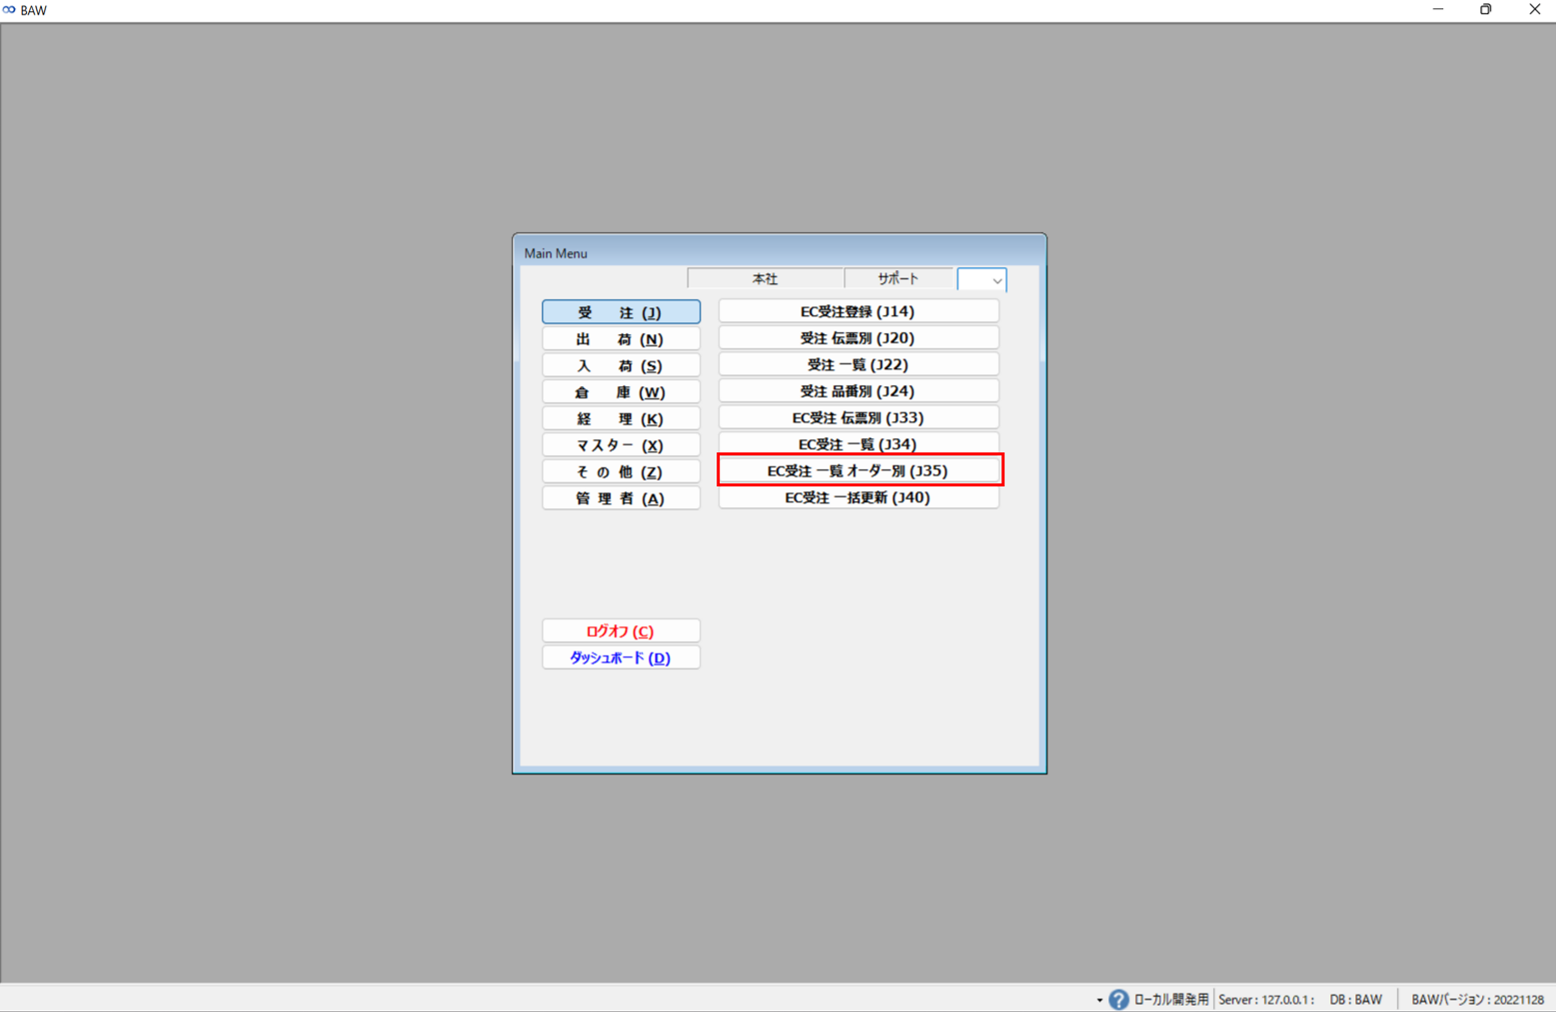 BAW
Main Menu
本社 サポート
受 注 (J)
出 荷 (N)
入 荷 (S)
倉 庫 (W)
経 理 (K)
マスター (X)
そ の 他 (Z)
管 理 者 (A)
EC受注登録 (J14)
受注 伝票別 (J20)
受注 一覧 (J22)
受注 品番別 (J24)
EC受注 伝票別 (J33)
EC受注 一覧 (J34)
EC受注 一覧 オーダー別 (J35)
EC受注 一括更新 (J40)
ログオフ (C)
ダッシュボード (D)
ローカル開発用 Server : 127.0.0.1 : DB : BAW BAWバージョン : 20221128